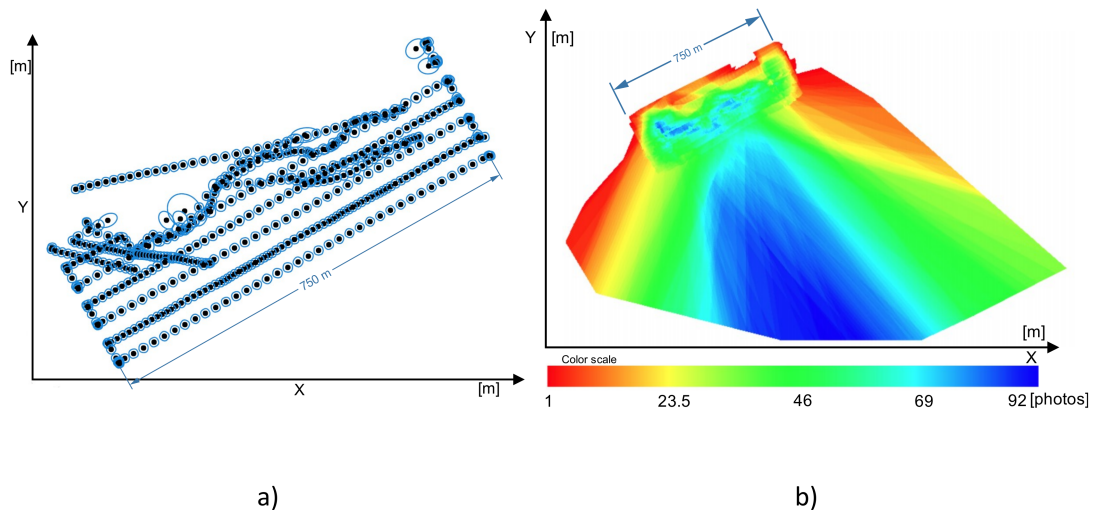 [m]
Y
750 m
X
[m]
a)
Y
[m]
750 m
[m]
X
Color scale
1 23.5 46 69 92 [photos]
b)